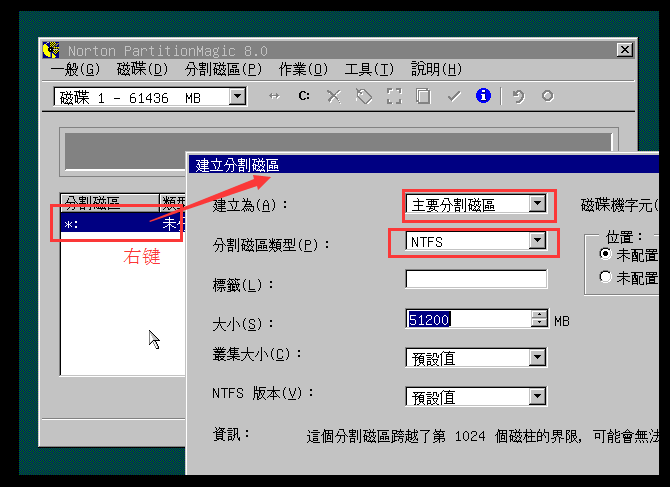 Norton PartitionMagic 8.0
一般(G) 磁碟(D) 分割磁區(P) 作業(O) 工具(T) 說明(H)
磁碟 1 - 61436 MB
C:
建立分割磁區
分割磁區 類型
*:
右键
建立為(A)： 主要分割磁區 磁碟機字元(
分割磁區類型(P)： NTFS
位置：
未配置
未配置
標籤(L)：
大小(S)： 51200 MB
叢集大小(C)： 預設值
NTFS 版本(V)： 預設值
資訊： 這個分割磁區跨越了第 1024 個磁柱的界限, 可能會無法